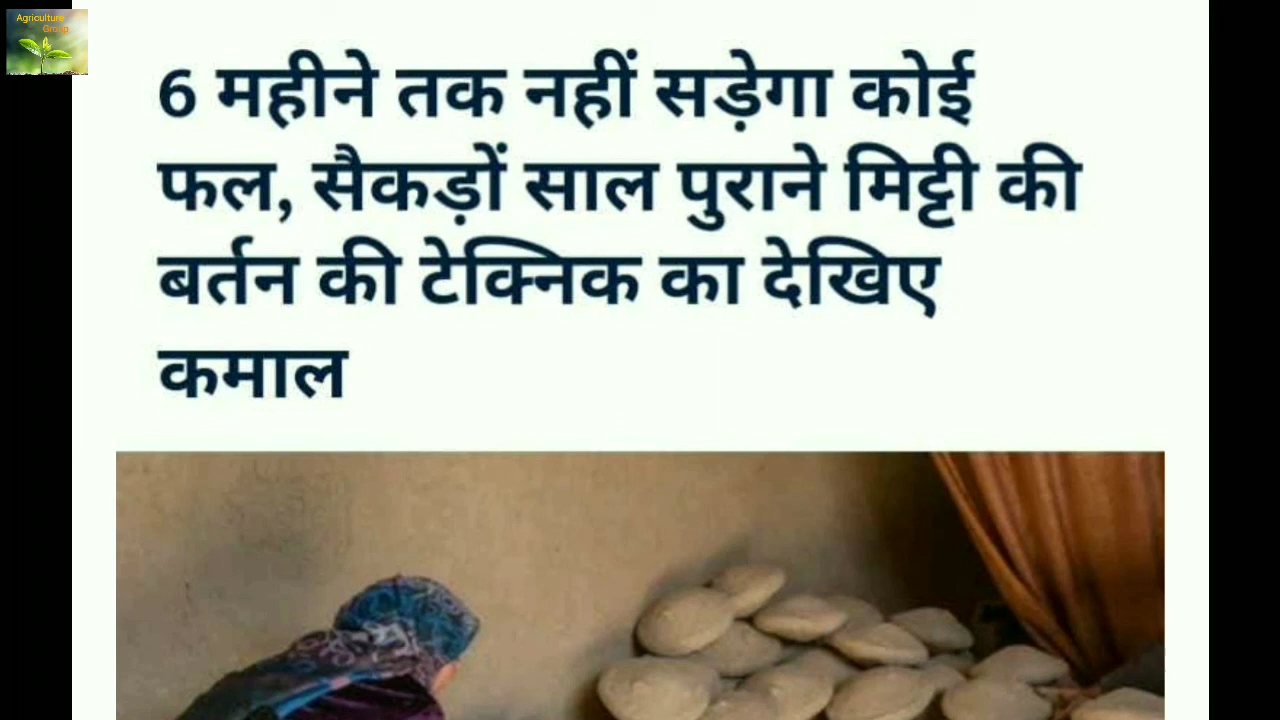 Agriculture
Group
6 महीने तक नहीं सड़ेगा कोई
फल, सैकड़ों साल पुराने मिट्टी की
बर्तन की टेक्निक का देखिए
कमाल